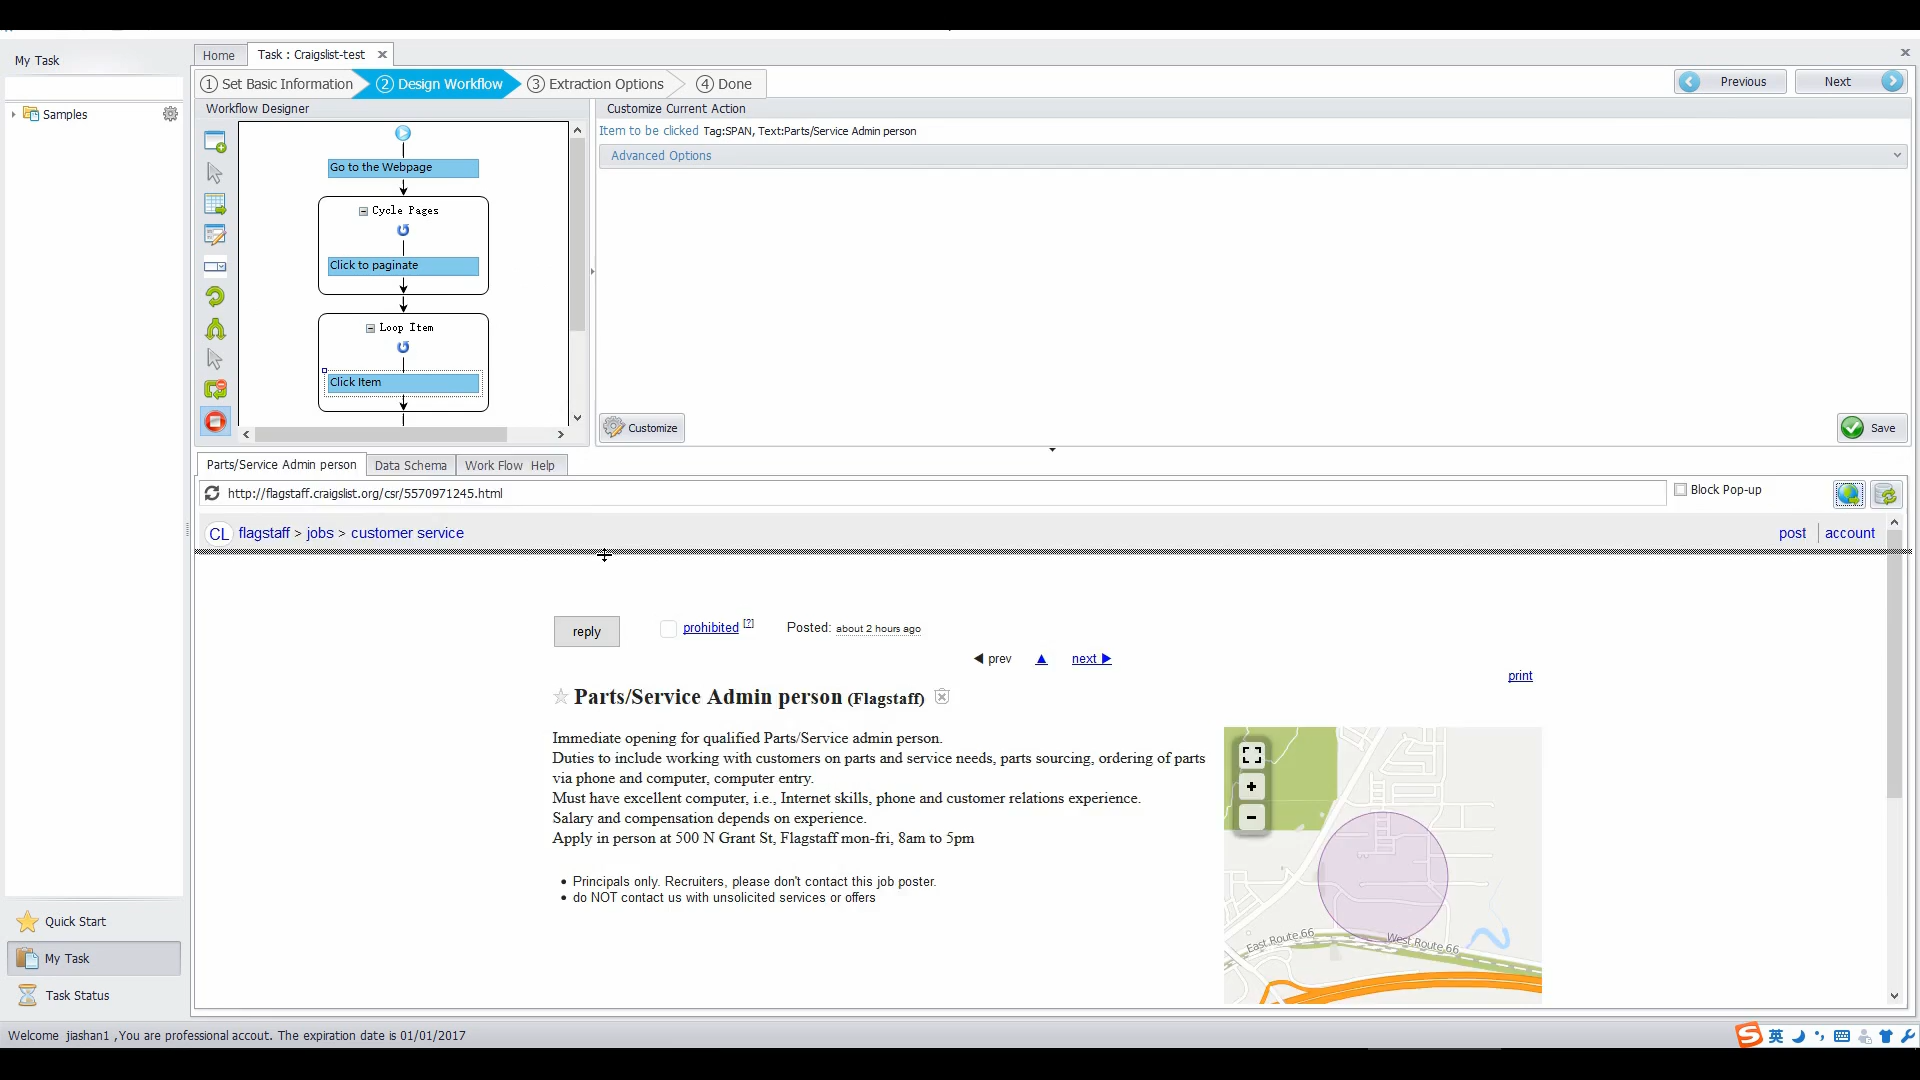 My Task
Home
Task : Craigslist-test
1 Set Basic Information
2 Design Workflow
3 Extraction Options
4 Done
Previous
Next
Samples
Workflow Designer
Go to the Webpage
Cycle Pages
Click to paginate
Loop Item
Click Item
Customize Current Action
Item to be clicked Tag:SPAN, Text:Parts/Service Admin person
Advanced Options
Customize
Save
Parts/Service Admin person
Data Schema
Work Flow Help
http://flagstaff.craigslist.org/csr/5570971245.html
Block Pop-up
CL flagstaff > jobs > customer service
post
account
reply
prohibited [?]
Posted: about 2 hours ago
◀ prev ▲ next ▶
print
Parts/Service Admin person (Flagstaff)
Immediate opening for qualified Parts/Service admin person.
Duties to include working with customers on parts and service needs, parts sourcing, ordering of parts
via phone and computer, computer entry.
Must have excellent computer, i.e., Internet skills, phone and customer relations experience.
Salary and compensation depends on experience.
Apply in person at 500 N Grant St, Flagstaff mon-fri, 8am to 5pm
• Principals only. Recruiters, please don't contact this job poster.
• do NOT contact us with unsolicited services or offers
+
−
East Route 66
West Route 66
Quick Start
My Task
Task Status
Welcome jiashan1 ,You are professional accout. The expiration date is 01/01/2017
S 英